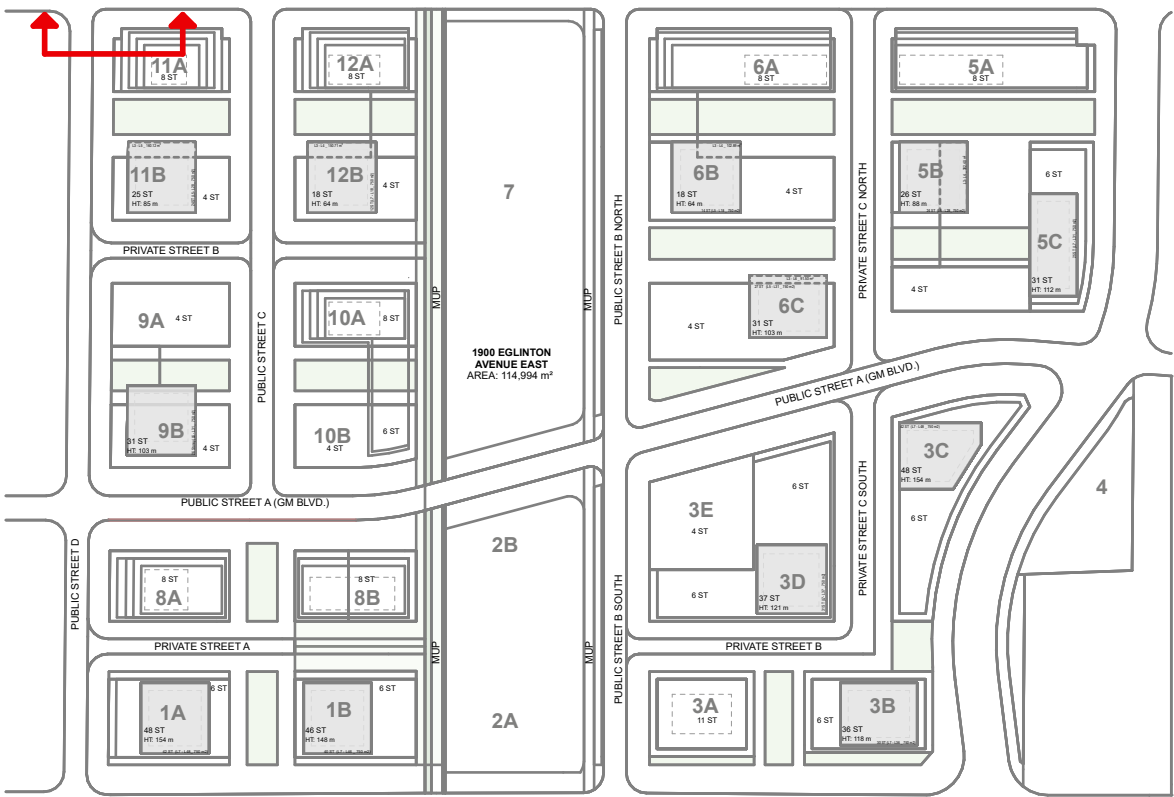 11A
8 ST
12A
8 ST
6A
8 ST
5A
8 ST
11B
25 ST
HT: 85 m
4 ST
12B
18 ST
HT: 64 m
4 ST
7
6B
18 ST
HT: 64 m
4 ST
5B
26 ST
HT: 88 m
6 ST
5C
31 ST
HT: 112 m
4 ST
PRIVATE STREET B
PUBLIC STREET C
MUP
MUP
PUBLIC STREET B NORTH
PRIVATE STREET C NORTH
9A
4 ST
10A
8 ST
4 ST
6C
31 ST
HT: 103 m
1900 EGLINTON
AVENUE EAST
AREA: 114,994 m²
PUBLIC STREET A (GM BLVD.)
9B
31 ST
HT: 103 m
4 ST
10B
4 ST
6 ST
3C
48 ST
HT: 154 m
6 ST
4
PUBLIC STREET A (GM BLVD.)
3E
4 ST
6 ST
PRIVATE STREET C SOUTH
PUBLIC STREET D
2B
8 ST
8A
8 ST
8B
3D
37 ST
HT: 121 m
6 ST
PUBLIC STREET B SOUTH
PRIVATE STREET A
MUP
MUP
PRIVATE STREET B
1A
48 ST
HT: 154 m
6 ST
1B
46 ST
HT: 148 m
6 ST
2A
3A
11 ST
6 ST
3B
36 ST
HT: 118 m